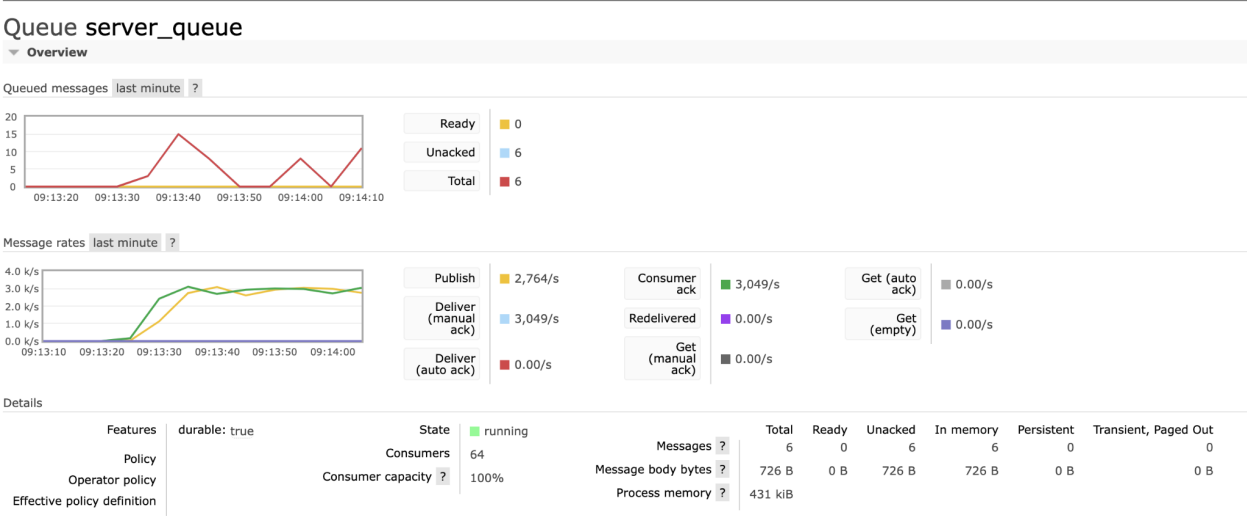 Queue server_queue
Overview
Queued messages last minute ?
20
15
10
5
0
09:13:20 09:13:30 09:13:40 09:13:50 09:14:00 09:14:10
Ready 0
Unacked 6
Total 6
Message rates last minute ?
4.0 k/s
3.0 k/s
2.0 k/s
1.0 k/s
0.0 k/s
09:13:10 09:13:20 09:13:30 09:13:40 09:13:50 09:14:00
Publish 2,764/s
Deliver
(manual
ack) 3,049/s
Deliver
(auto ack) 0.00/s
Consumer
ack 3,049/s
Redelivered 0.00/s
Get
(manual
ack) 0.00/s
Get (auto
ack) 0.00/s
Get
(empty) 0.00/s
Details
Features durable: true
Policy
Operator policy
Effective policy definition
State running
Consumers 64
Consumer capacity ? 100%
Total Ready Unacked In memory Persistent Transient, Paged Out
Messages ? 6 0 6 6 0 0
Message body bytes ? 726 B 0 B 726 B 726 B 0 B 0 B
Process memory ? 431 kiB